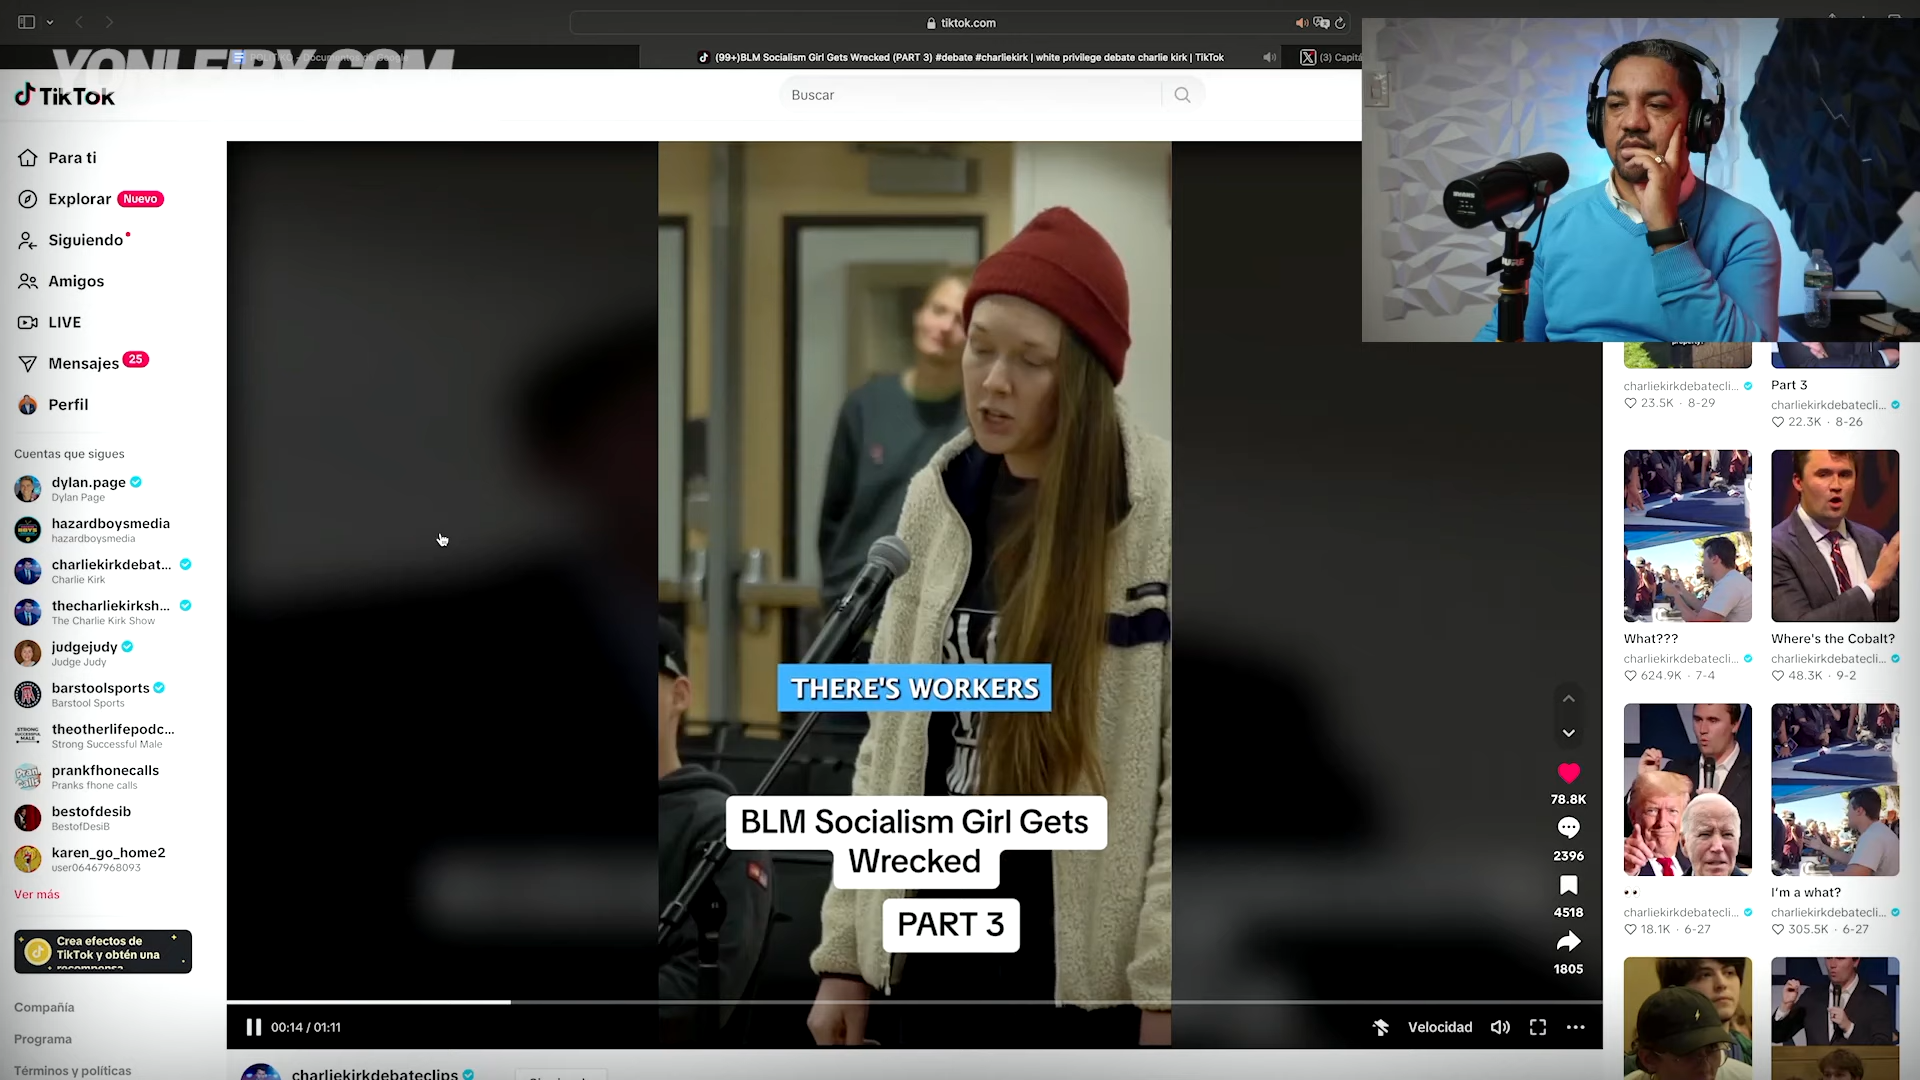 tiktok.com
YONLEIBY.COM
(99+)BLM Socialism Girl Gets Wrecked (PART 3) #debate #charliekirk | white privilege debate charlie kirk | TikTok
(3) Capitá
TikTok
Buscar
Para ti
Explorar Nuevo
Siguiendo
Amigos
LIVE
Mensajes 25
Perfil
Cuentas que sigues
dylan.page
Dylan Page
hazardboysmedia
hazardboysmedia
charliekirkdebat...
Charlie Kirk
thecharliekirksh...
The Charlie Kirk Show
judgejudy
Judge Judy
barstoolsports
Barstool Sports
theotherlifepodc...
Strong Successful Male
prankfhonecalls
Pranks fhone calls
bestofdesib
BestofDesiB
karen_go_home2
user06467968093
Ver más
Crea efectos de
TikTok y obtén una
recompensa
Compañía
Programa
Términos y políticas
THERE'S WORKERS
BLM Socialism Girl Gets
Wrecked
PART 3
78.8K
2396
4518
1805
00:14 / 01:11
Velocidad
charliekirkdebateclips
charliekirkdebatecli...
23.5K · 8-29
Part 3
charliekirkdebatecli...
22.3K · 8-26
What???
charliekirkdebatecli...
624.9K · 7-4
Where's the Cobalt?
charliekirkdebatecli...
48.3K · 9-2
👀
charliekirkdebatecli...
18.1K · 6-27
I'm a what?
charliekirkdebatecli...
305.5K · 6-27